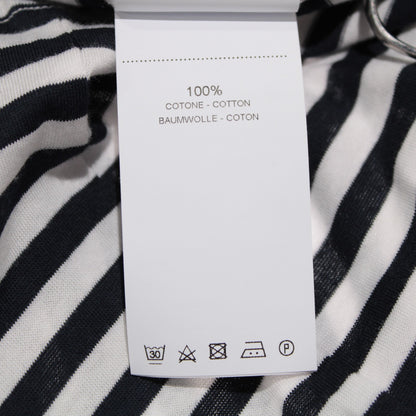 100%
COTONE - COTTON
BAUMWOLLE - COTON
30
P